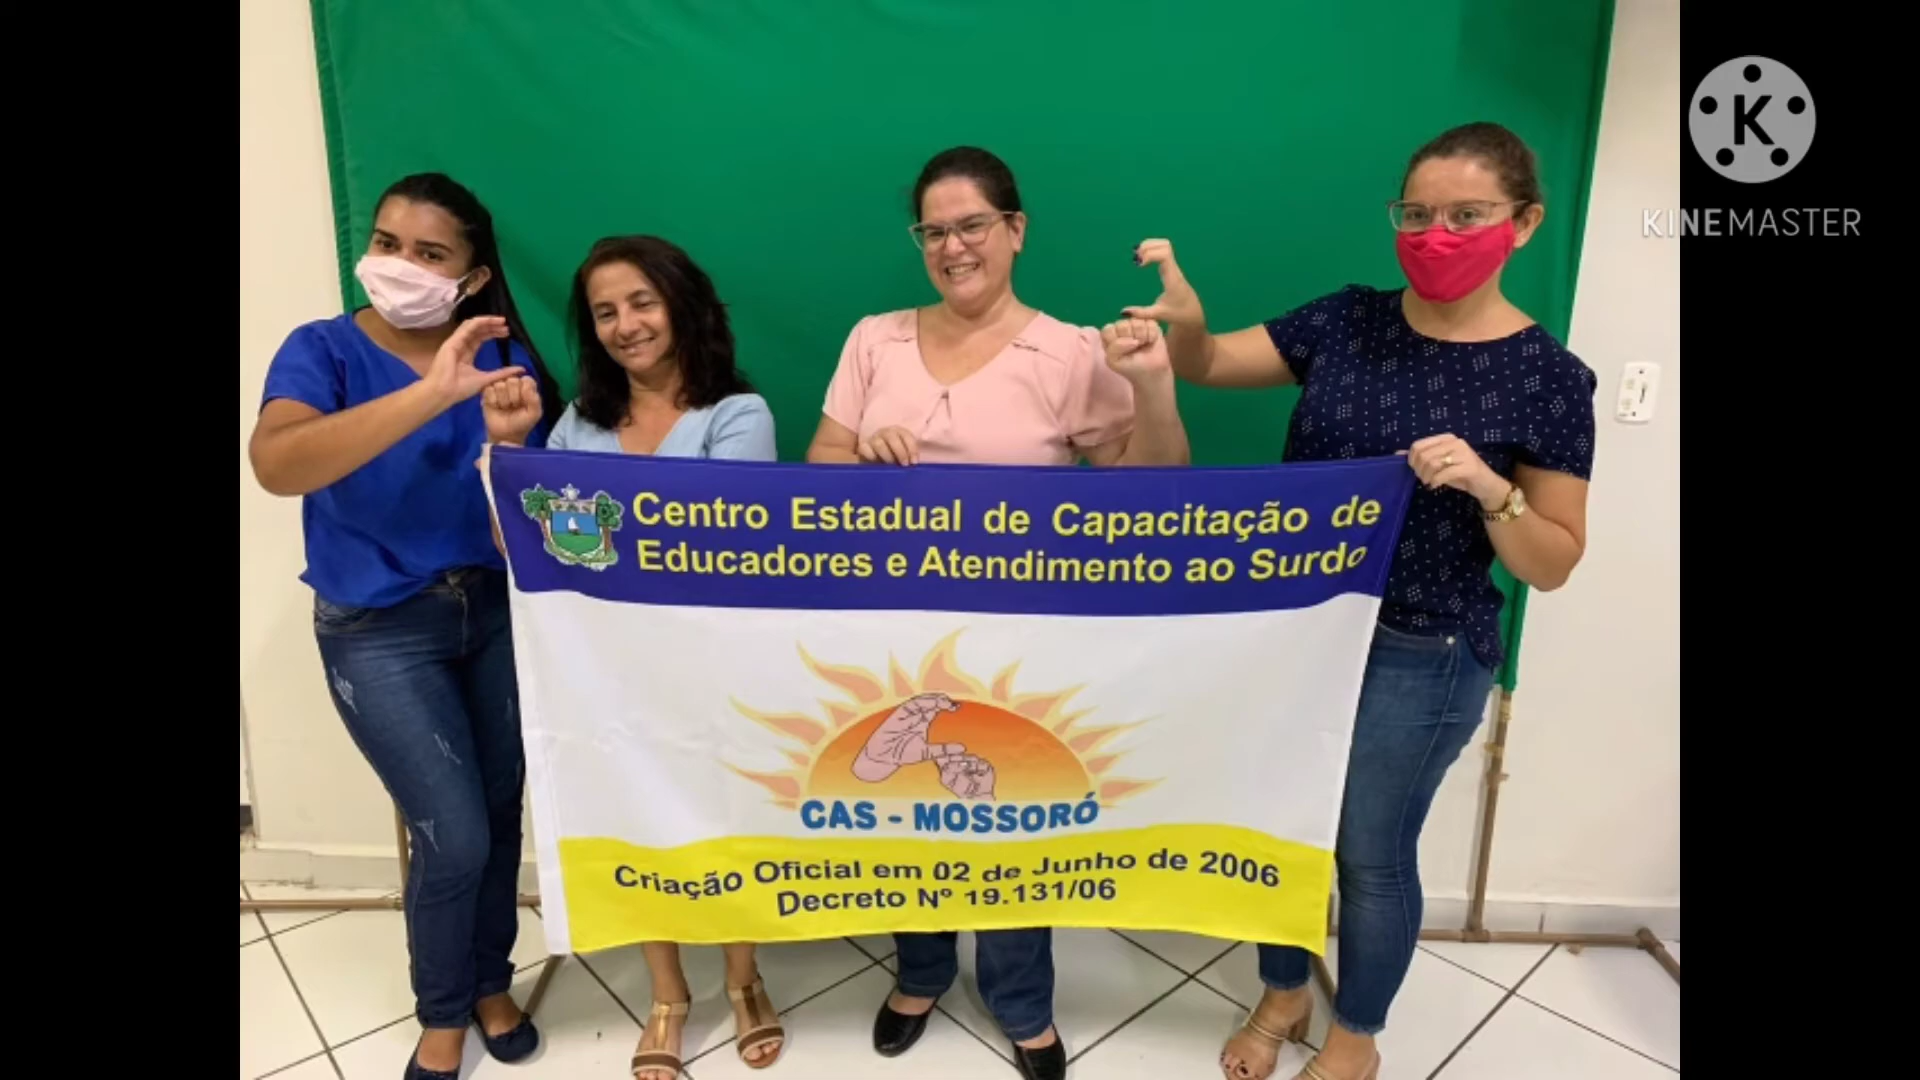 Centro Estadual de Capacitação de
Educadores e Atendimento ao Surdo
CAS - MOSSORÓ
Criação Oficial em 02 de Junho de 2006
Decreto Nº 19.131/06
K
KINEMASTER